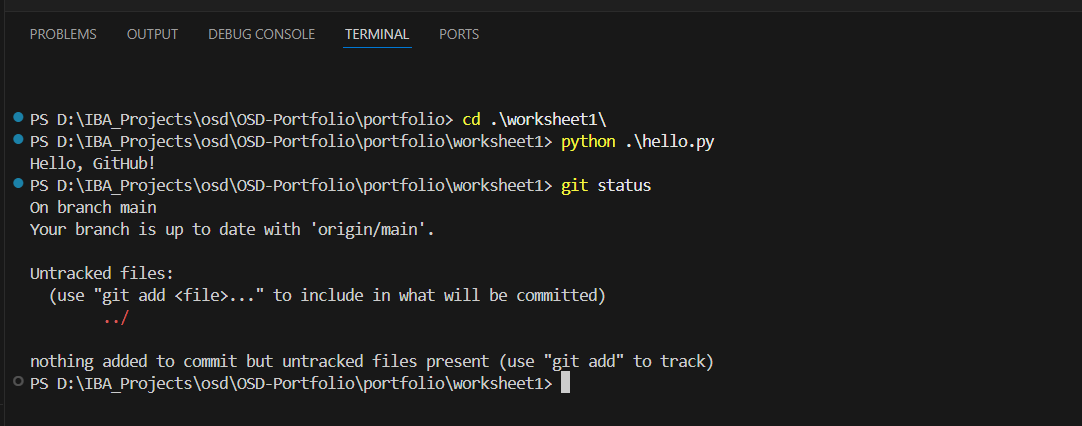 PROBLEMS OUTPUT DEBUG CONSOLE TERMINAL PORTS
PS D:\IBA_Projects\osd\OSD-Portfolio\portfolio> cd .\worksheet1\
PS D:\IBA_Projects\osd\OSD-Portfolio\portfolio\worksheet1> python .\hello.py
Hello, GitHub!
PS D:\IBA_Projects\osd\OSD-Portfolio\portfolio\worksheet1> git status
On branch main
Your branch is up to date with 'origin/main'.
Untracked files:
  (use "git add <file>..." to include in what will be committed)
        ../
nothing added to commit but untracked files present (use "git add" to track)
PS D:\IBA_Projects\osd\OSD-Portfolio\portfolio\worksheet1>